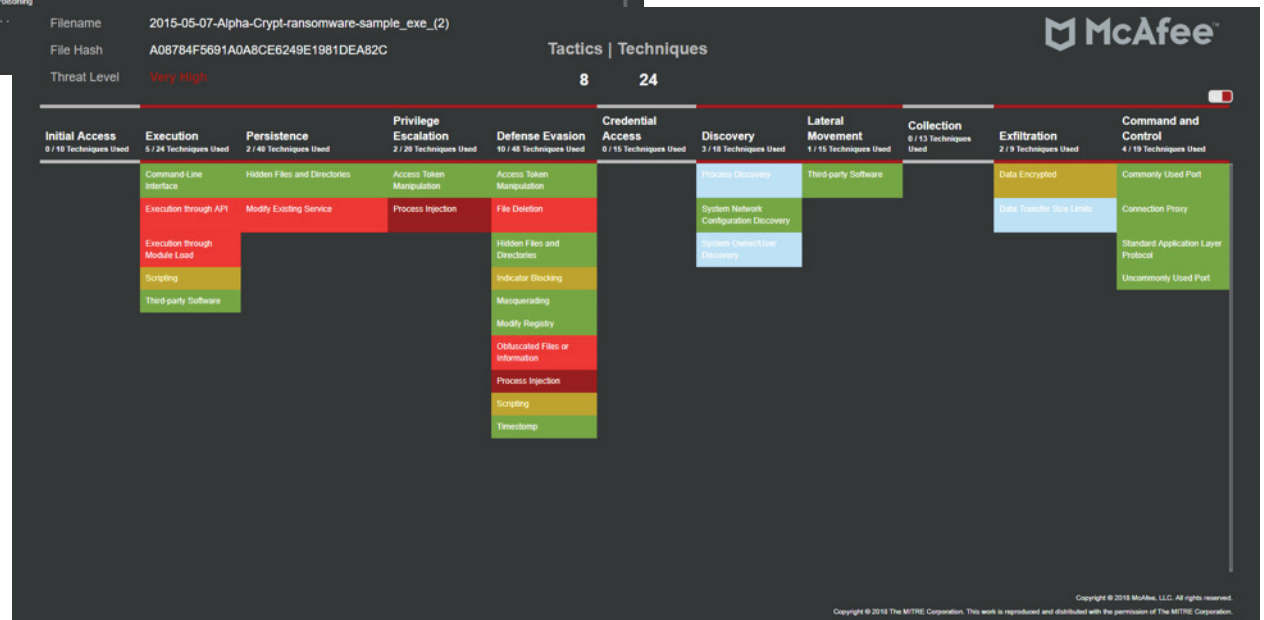 Filename 2015-05-07-Alpha-Crypt-ransomware-sample_exe_(2)
File Hash A08784F5691A0A8CE6249E1981DEA82C
Threat Level Very High
Tactics | Techniques
8 24
McAfee™
Initial Access
0 / 10 Techniques Used
Execution
5 / 24 Techniques Used
Command-Line
Interface
Execution through API
Execution through
Module Load
Scripting
Third-party Software
Persistence
2 / 40 Techniques Used
Hidden Files and Directories
Modify Existing Service
Privilege
Escalation
2 / 20 Techniques Used
Access Token
Manipulation
Process Injection
Defense Evasion
10 / 48 Techniques Used
Access Token
Manipulation
File Deletion
Hidden Files and
Directories
Indicator Blocking
Masquerading
Modify Registry
Obfuscated Files or
Information
Process Injection
Scripting
Timestomp
Credential
Access
0 / 15 Techniques Used
Discovery
3 / 18 Techniques Used
Process Discovery
System Network
Configuration Discovery
System Owner/User
Discovery
Lateral
Movement
1 / 15 Techniques Used
Third-party Software
Collection
0 / 13 Techniques
Used
Exfiltration
2 / 9 Techniques Used
Data Encrypted
Data Transfer Size Limits
Command and
Control
4 / 19 Techniques Used
Commonly Used Port
Connection Proxy
Standard Application Layer
Protocol
Uncommonly Used Port
Copyright © 2018 McAfee, LLC. All rights reserved.
Copyright © 2018 The MITRE Corporation. This work is reproduced and distributed with the permission of The MITRE Corporation.